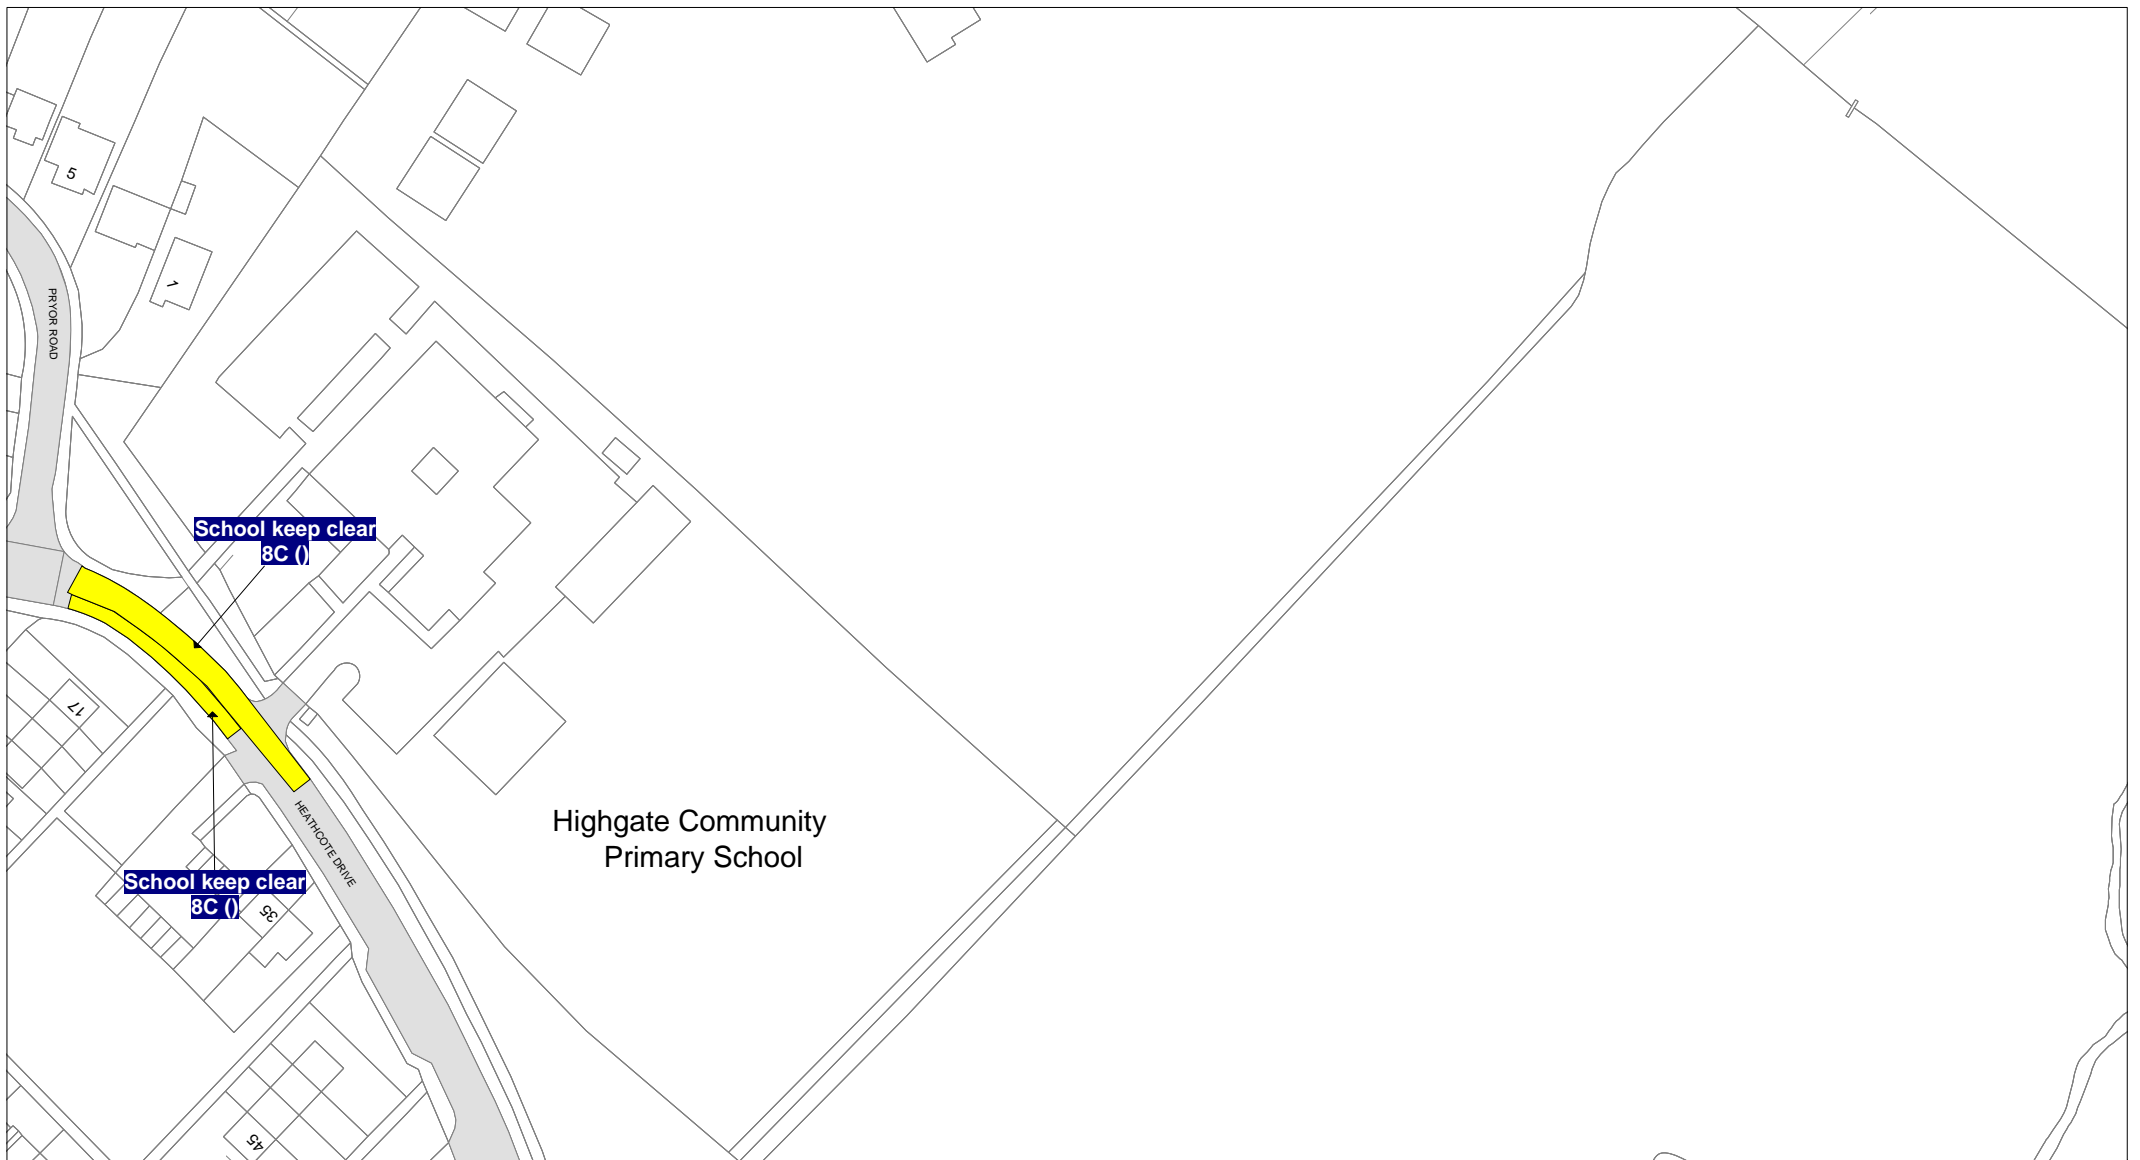 5
1
PRYOR ROAD
School keep clear
8C ()
17
HEATHCOTE DRIVE
Highgate Community
Primary School
School keep clear
8C ()
35
45